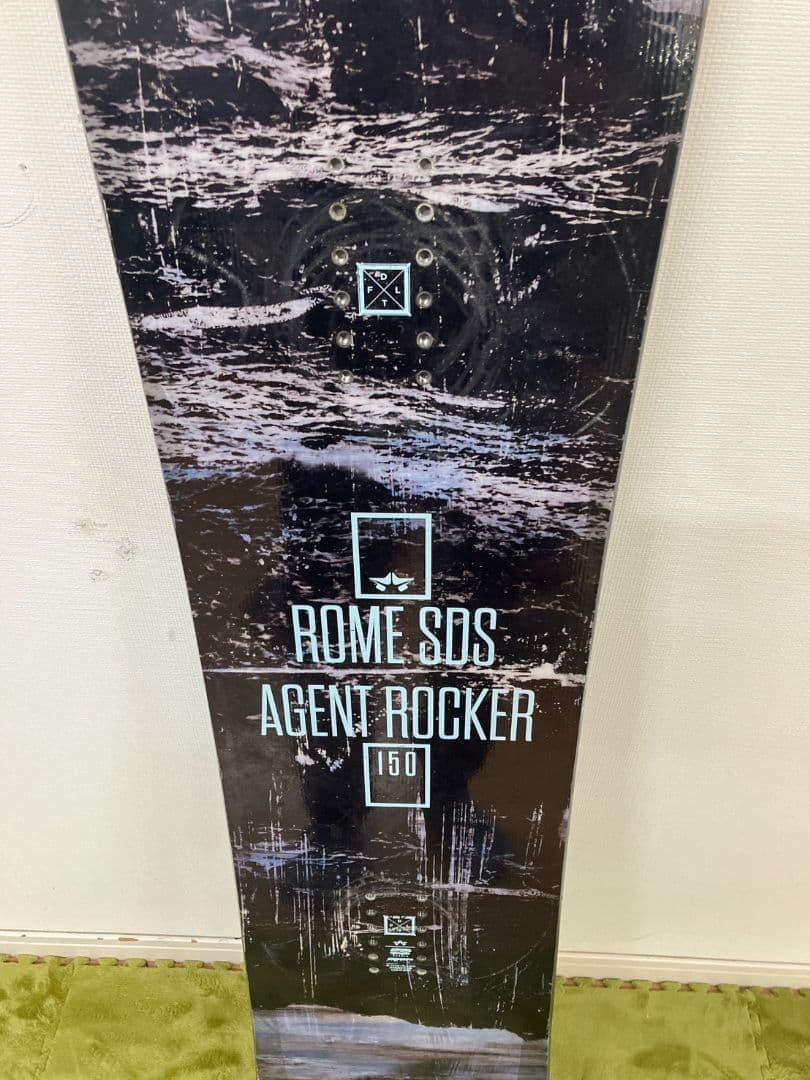 D
F L
T
ROME SDS
AGENT ROCKER
150